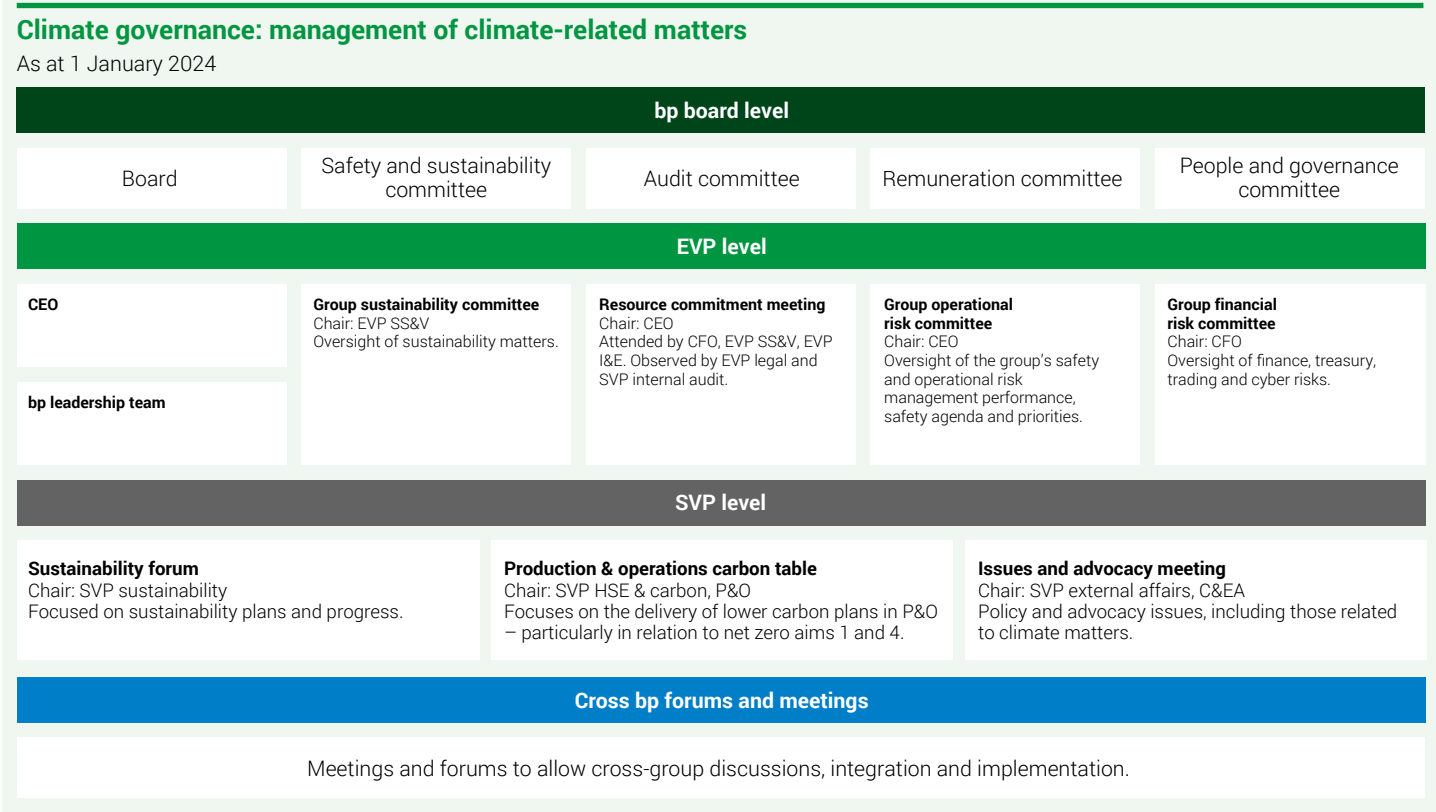 Climate governance: management of climate-related matters
As at 1 January 2024
bp board level
Board
Safety and sustainability
committee
Audit committee
Remuneration committee
People and governance
committee
EVP level
CEO
bp leadership team
Group sustainability committee
Chair: EVP SS&V
Oversight of sustainability matters.
Resource commitment meeting
Chair: CEO
Attended by CFO, EVP SS&V, EVP
I&E. Observed by EVP legal and
SVP internal audit.
Group operational
risk committee
Chair: CEO
Oversight of the group’s safety
and operational risk
management performance,
safety agenda and priorities.
Group financial
risk committee
Chair: CFO
Oversight of finance, treasury,
trading and cyber risks.
SVP level
Sustainability forum
Chair: SVP sustainability
Focused on sustainability plans and progress.
Production & operations carbon table
Chair: SVP HSE & carbon, P&O
Focuses on the delivery of lower carbon plans in P&O
– particularly in relation to net zero aims 1 and 4.
Issues and advocacy meeting
Chair: SVP external affairs, C&EA
Policy and advocacy issues, including those related
to climate matters.
Cross bp forums and meetings
Meetings and forums to allow cross-group discussions, integration and implementation.